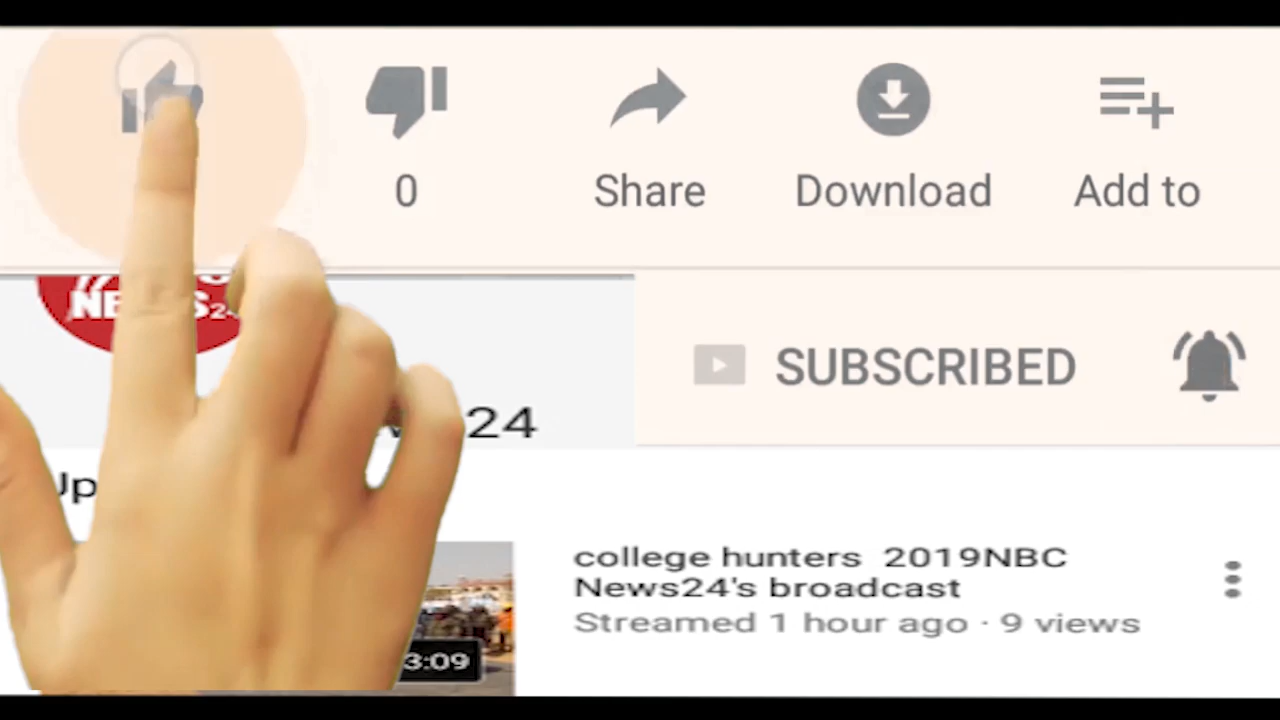 0
Share
Download
Add to
SUBSCRIBED
24
Up
college hunters 2019NBC
News24's broadcast
Streamed 1 hour ago · 9 views
3:09